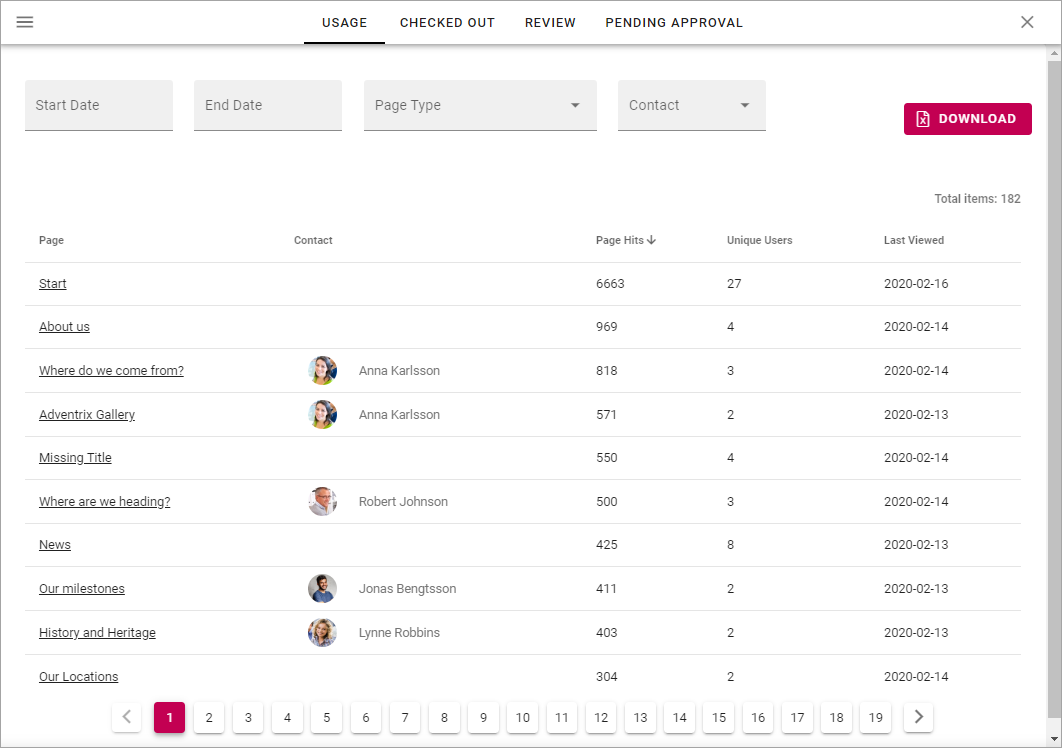 USAGE CHECKED OUT REVIEW PENDING APPROVAL
Start Date End Date Page Type Contact
DOWNLOAD
Total items: 182
Page Contact Page Hits Unique Users Last Viewed
Start 6663 27 2020-02-16
About us 969 4 2020-02-14
Where do we come from? Anna Karlsson 818 3 2020-02-14
Adventrix Gallery Anna Karlsson 571 2 2020-02-13
Missing Title 550 4 2020-02-14
Where are we heading? Robert Johnson 500 3 2020-02-14
News 425 8 2020-02-13
Our milestones Jonas Bengtsson 411 2 2020-02-13
History and Heritage Lynne Robbins 403 2 2020-02-13
Our Locations 304 2 2020-02-14
1 2 3 4 5 6 7 8 9 10 11 12 13 14 15 16 17 18 19